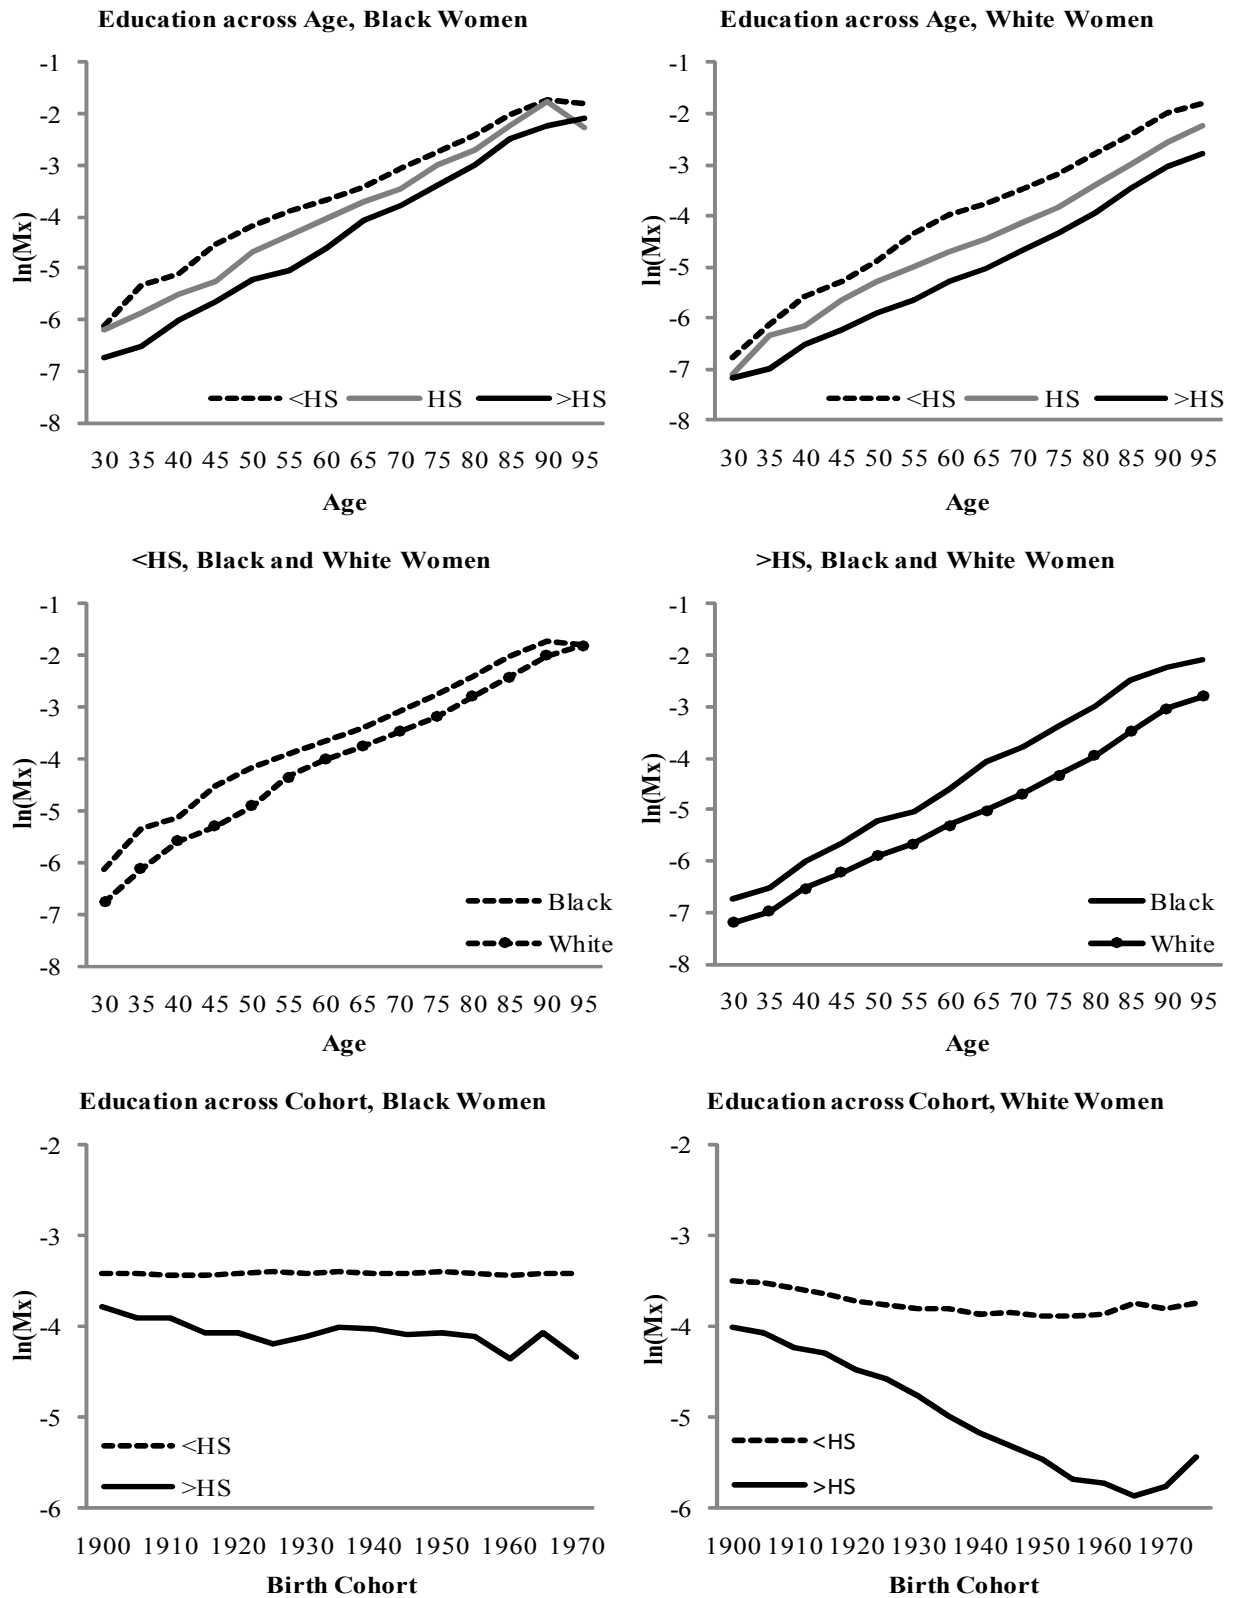 Education across Age, Black Women
-1
-2
-3
-4
-5
-6
-7
-8
ln(Mx)
<HS HS >HS
30 35 40 45 50 55 60 65 70 75 80 85 90 95
Age
Education across Age, White Women
-1
-2
-3
-4
-5
-6
-7
-8
ln(Mx)
<HS HS >HS
30 35 40 45 50 55 60 65 70 75 80 85 90 95
Age
<HS, Black and White Women
-1
-2
-3
-4
-5
-6
-7
-8
ln(Mx)
Black
White
30 35 40 45 50 55 60 65 70 75 80 85 90 95
Age
>HS, Black and White Women
-1
-2
-3
-4
-5
-6
-7
-8
ln(Mx)
Black
White
30 35 40 45 50 55 60 65 70 75 80 85 90 95
Age
Education across Cohort, Black Women
-2
-3
-4
-5
-6
ln(Mx)
<HS
>HS
1900 1910 1920 1930 1940 1950 1960 1970
Birth Cohort
Education across Cohort, White Women
-2
-3
-4
-5
-6
ln(Mx)
<HS
>HS
1900 1910 1920 1930 1940 1950 1960 1970
Birth Cohort